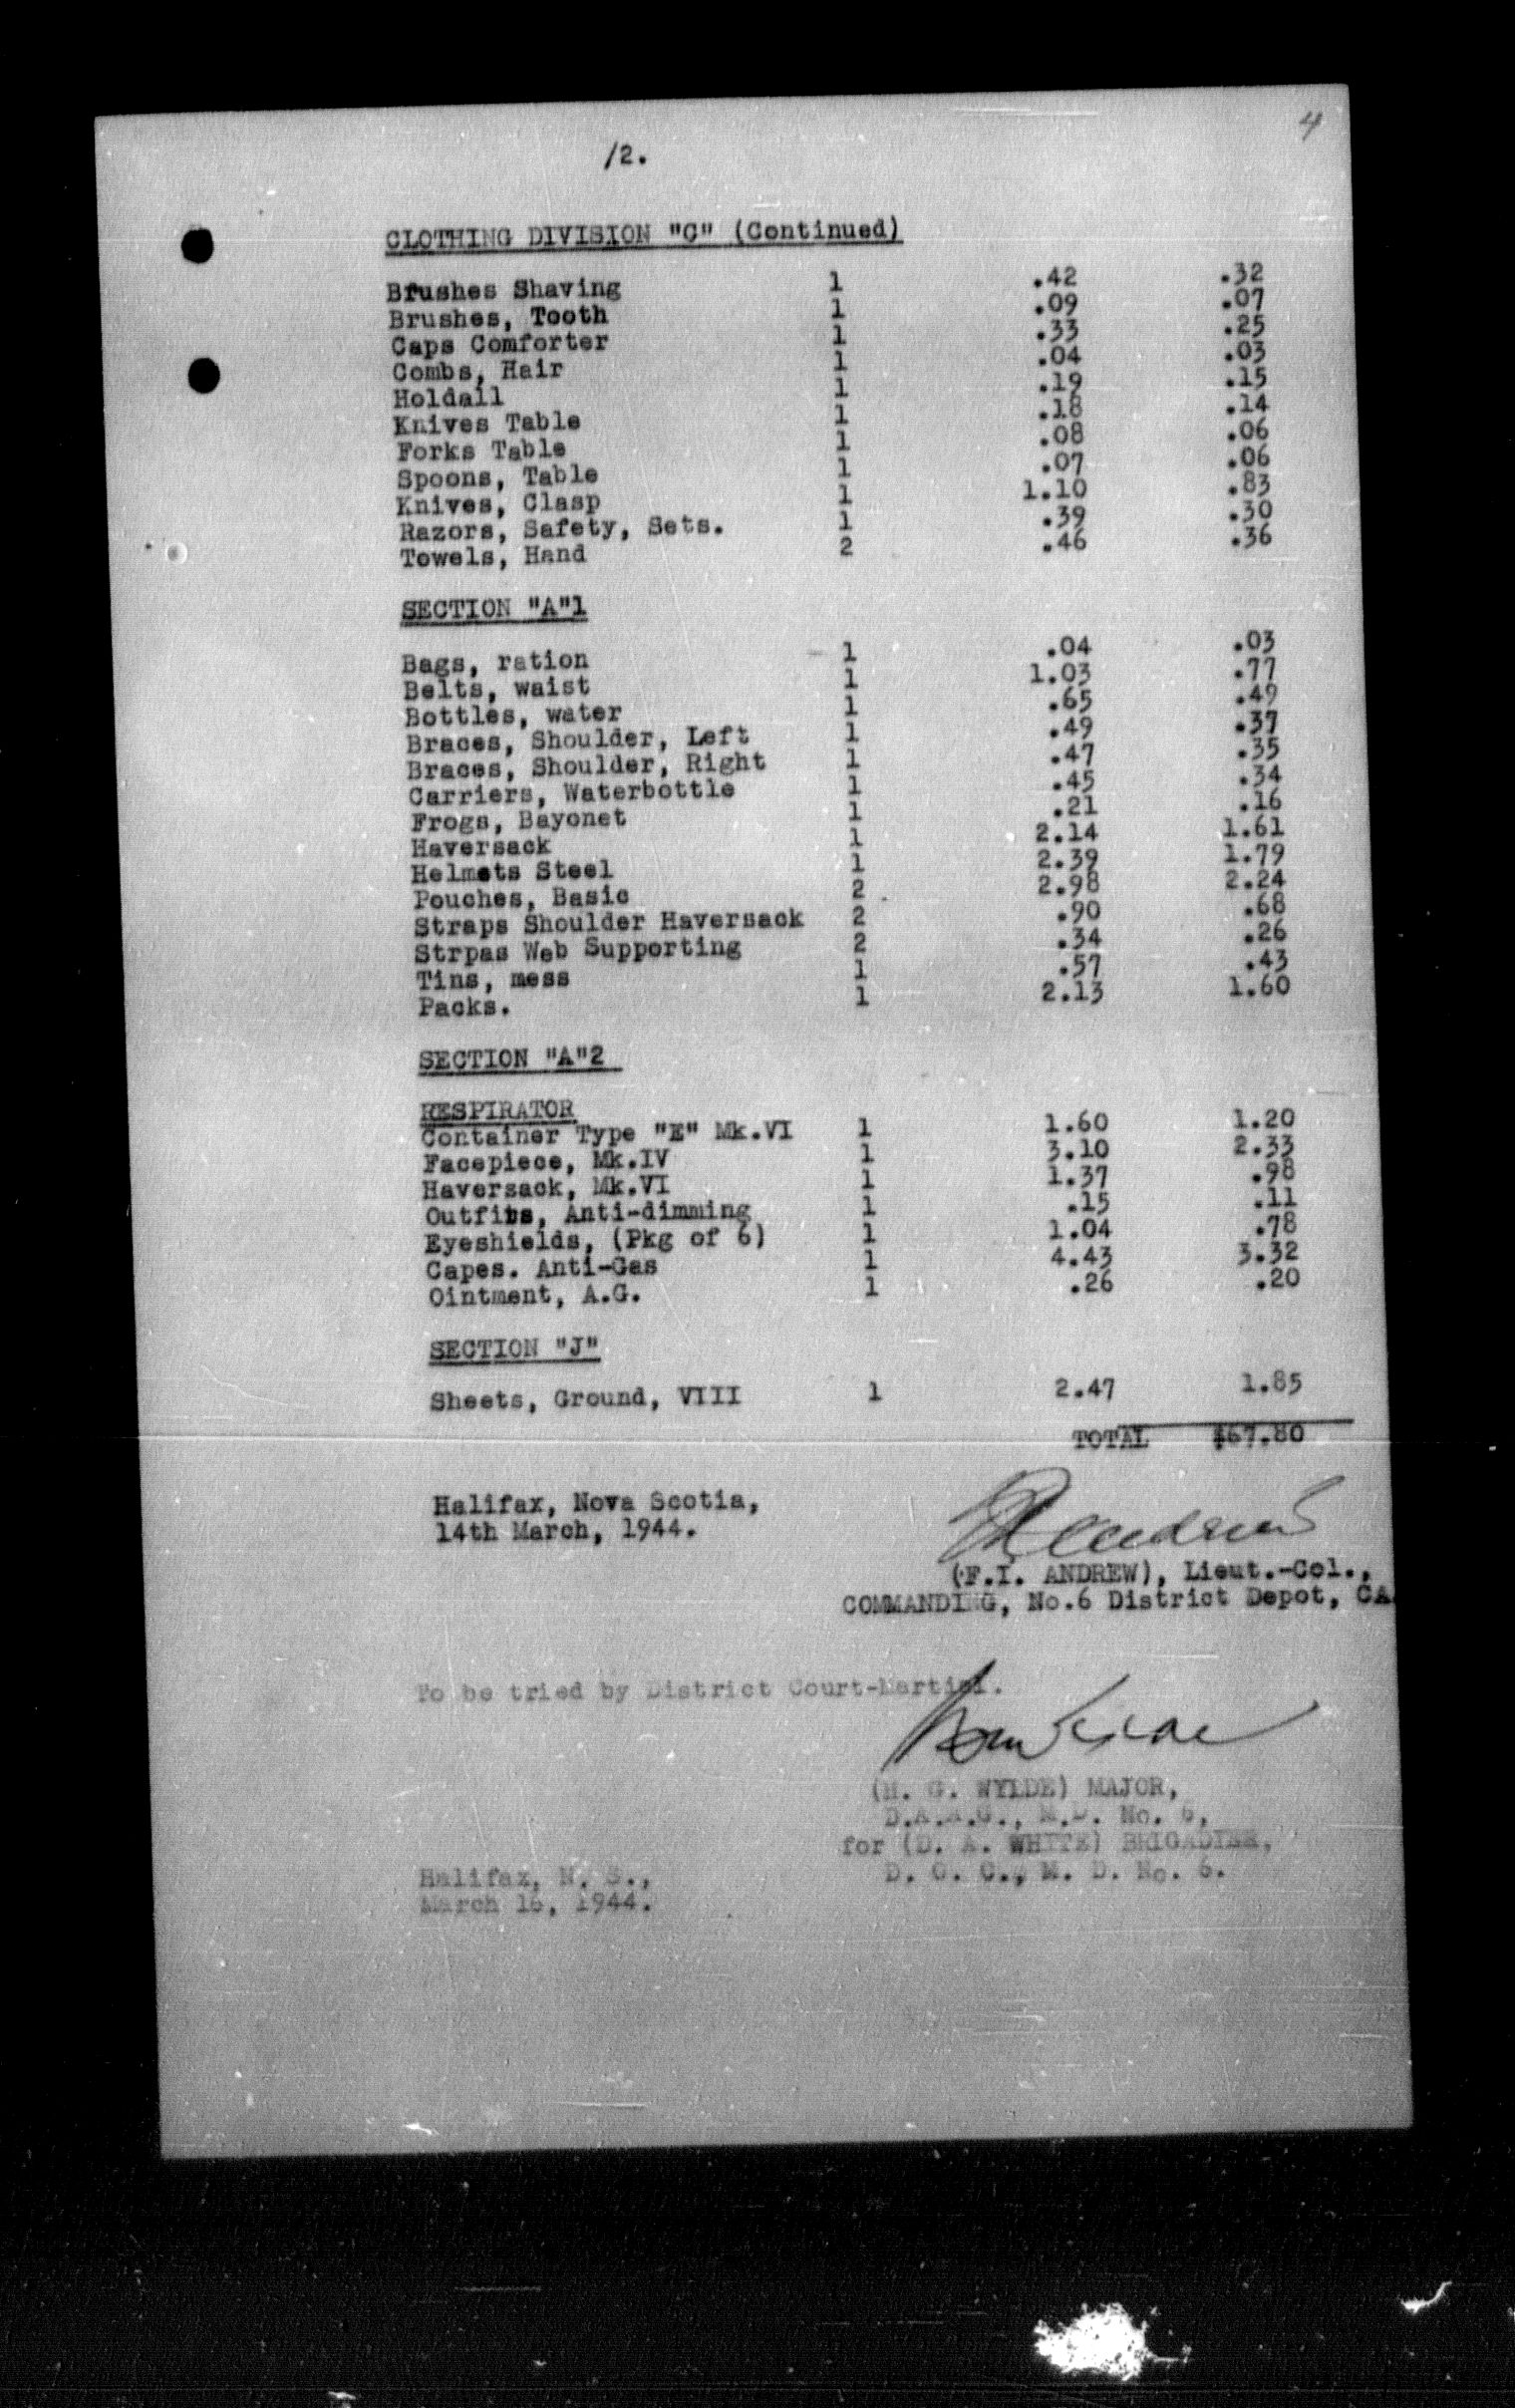 4
/2.
CLOTHING DIVISION "C" (Continued)
Brushes Shaving 1 .42 .32
Brushes, Tooth 1 .09 .07
Caps Comforter 1 .33 .25
Combs, Hair 1 .04 .03
Holdall 1 .19 .15
Knives Table 1 .18 .14
Forks Table 1 .08 .06
Spoons, Table 1 .07 .06
Knives, Clasp 1 1.10 .83
Razors, Safety, Sets. 1 .39 .30
Towels, Hand 2 .46 .36
SECTION "A"1
Bags, ration 1 .04 .03
Belts, waist 1 1.03 .77
Bottles, water 1 .65 .49
Braces, Shoulder, Left 1 .49 .37
Braces, Shoulder, Right 1 .47 .35
Carriers, Waterbottle 1 .45 .34
Frogs, Bayonet 1 .21 .16
Haversack 1 2.14 1.61
Helmets Steel 1 2.39 1.79
Pouches, Basic 2 2.98 2.24
Straps Shoulder Haversack 2 .90 .68
Strpas Web Supporting 2 .34 .26
Tins, mess 1 .57 .43
Packs. 1 2.13 1.60
SECTION "A"2
RESPIRATOR
Container Type "E" Mk.VI 1 1.60 1.20
Facepiece, Mk.IV 1 3.10 2.33
Haversack, Mk.VI 1 1.37 .98
Outfits, Anti-dimming 1 .15 .11
Eyeshields, (Pkg of 6) 1 1.04 .78
Capes. Anti-Gas 1 4.43 3.32
Ointment, A.G. 1 .26 .20
SECTION "J"
Sheets, Ground, VIII 1 2.47 1.85
TOTAL $67.80
Halifax, Nova Scotia,
14th March, 1944.
(F.I. ANDREW), Lieut.-Col.,
COMMANDING, No.6 District Depot, CA
To be tried by District Court-Martial.
(H. G. WYLDE) MAJOR,
D.A.A.G., M.D. No. 6,
for (D. A. WHITE) BRIGADIER,
D. O. C., M. D. No. 6.
Halifax, N. S.,
March 16, 1944.